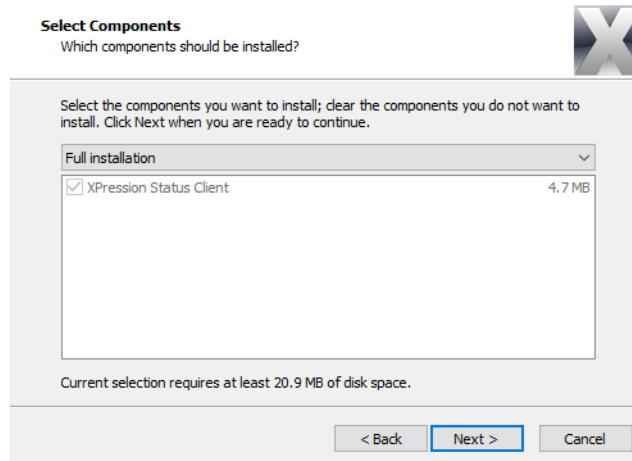 Select Components
Which components should be installed?
Select the components you want to install; clear the components you do not want to
install. Click Next when you are ready to continue.
Full installation
XPression Status Client 4.7 MB
Current selection requires at least 20.9 MB of disk space.
< Back Next > Cancel